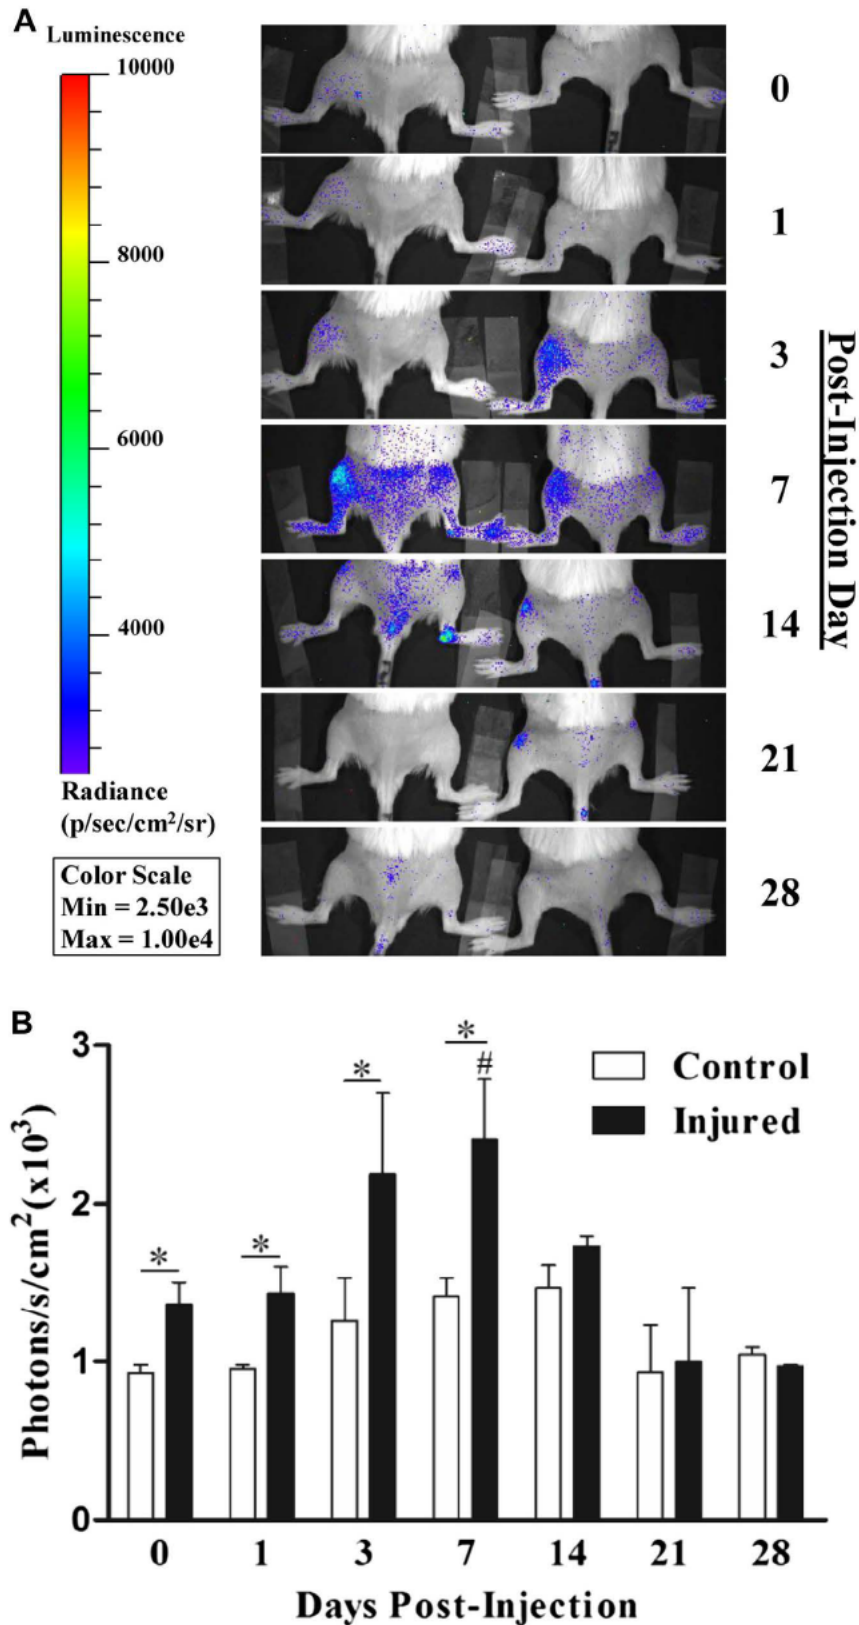 A
Luminescence
10000
8000
6000
4000
Radiance
(p/sec/cm²/sr)
Color Scale
Min = 2.50e3
Max = 1.00e4
0
1
3
7
14
21
28
Post-Injection Day
B
Photons/s/cm² (x10³)
3
2
1
0
* * * *
#
Control
Injured
0 1 3 7 14 21 28
Days Post-Injection